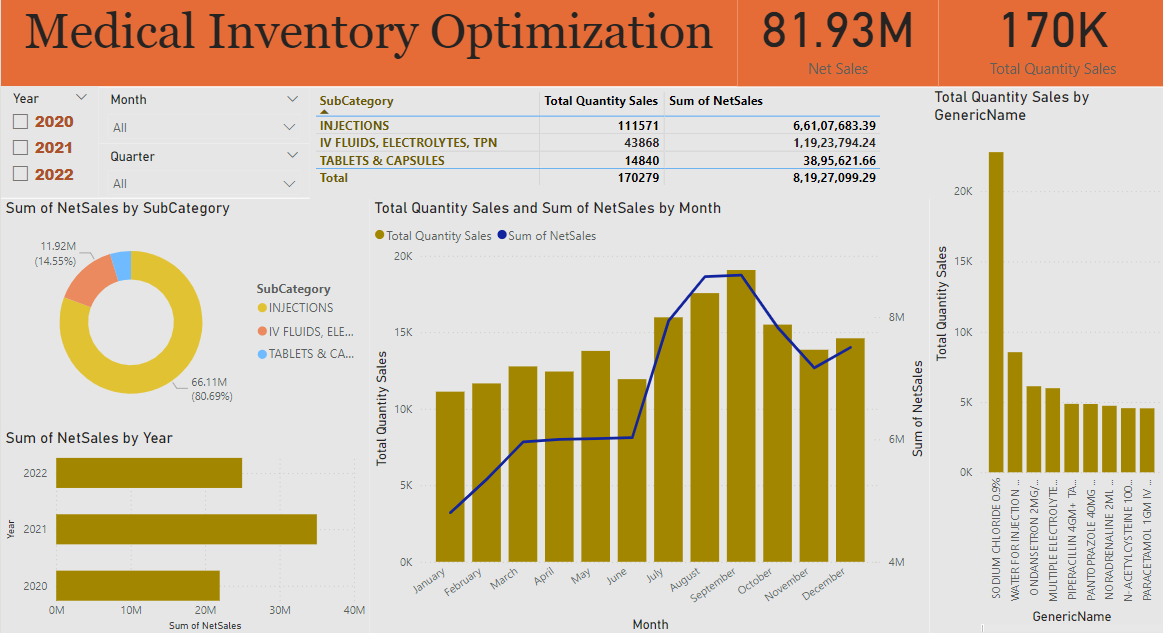 Medical Inventory Optimization
81.93M
Net Sales
170K
Total Quantity Sales
Year
2020
2021
2022
Month
All
Quarter
All
SubCategory Total Quantity Sales Sum of NetSales
INJECTIONS 111571 6,61,07,683.39
IV FLUIDS, ELECTROLYTES, TPN 43868 1,19,23,794.24
TABLETS & CAPSULES 14840 38,95,621.66
Total 170279 8,19,27,099.29
Sum of NetSales by SubCategory
11.92M
(14.55%)
66.11M
(80.69%)
SubCategory
INJECTIONS
IV FLUIDS, ELE...
TABLETS & CA...
Sum of NetSales by Year
Year
2022
2021
2020
0M 10M 20M 30M 40M
Sum of NetSales
Total Quantity Sales and Sum of NetSales by Month
Total Quantity Sales Sum of NetSales
Total Quantity Sales
20K
15K
10K
5K
0K
8M
6M
4M
Sum of NetSales
January February March April May June July August September October November December
Month
Total Quantity Sales by
GenericName
Total Quantity Sales
20K
15K
10K
5K
0K
SODIUM CHLORIDE 0.9%
WATER FOR INJECTION ...
ONDANSETRON 2MG/...
MULTIPLE ELECTROLYTE...
PIPERACILLIN 4GM+ TA...
PANTOPRAZOLE 40MG ...
NORADRENALINE 2ML ...
N-ACETYLCYSTEINE 100...
PARACETAMOL 1GM IV ...
GenericName